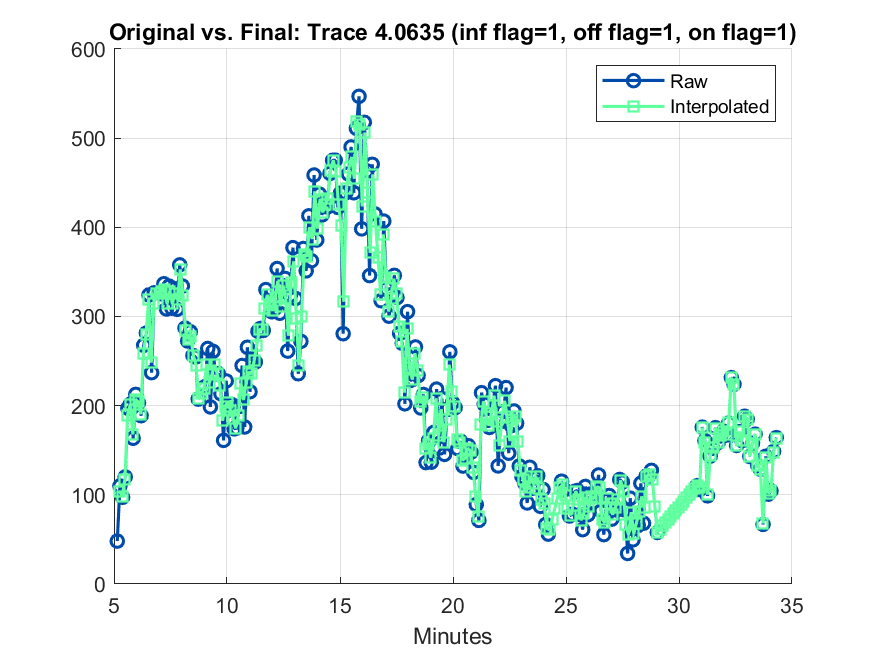 Original vs. Final: Trace 4.0635 (inf flag=1, off flag=1, on flag=1)
600
500
400
300
200
100
0
Raw
Interpolated
5 10 15 20 25 30 35
Minutes